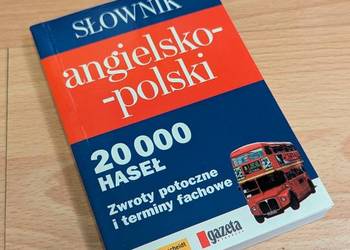 SŁOWNIK
angielsko-
-polski
20 000
HASEŁ
Zwroty potoczne
i terminy fachowe
gazeta